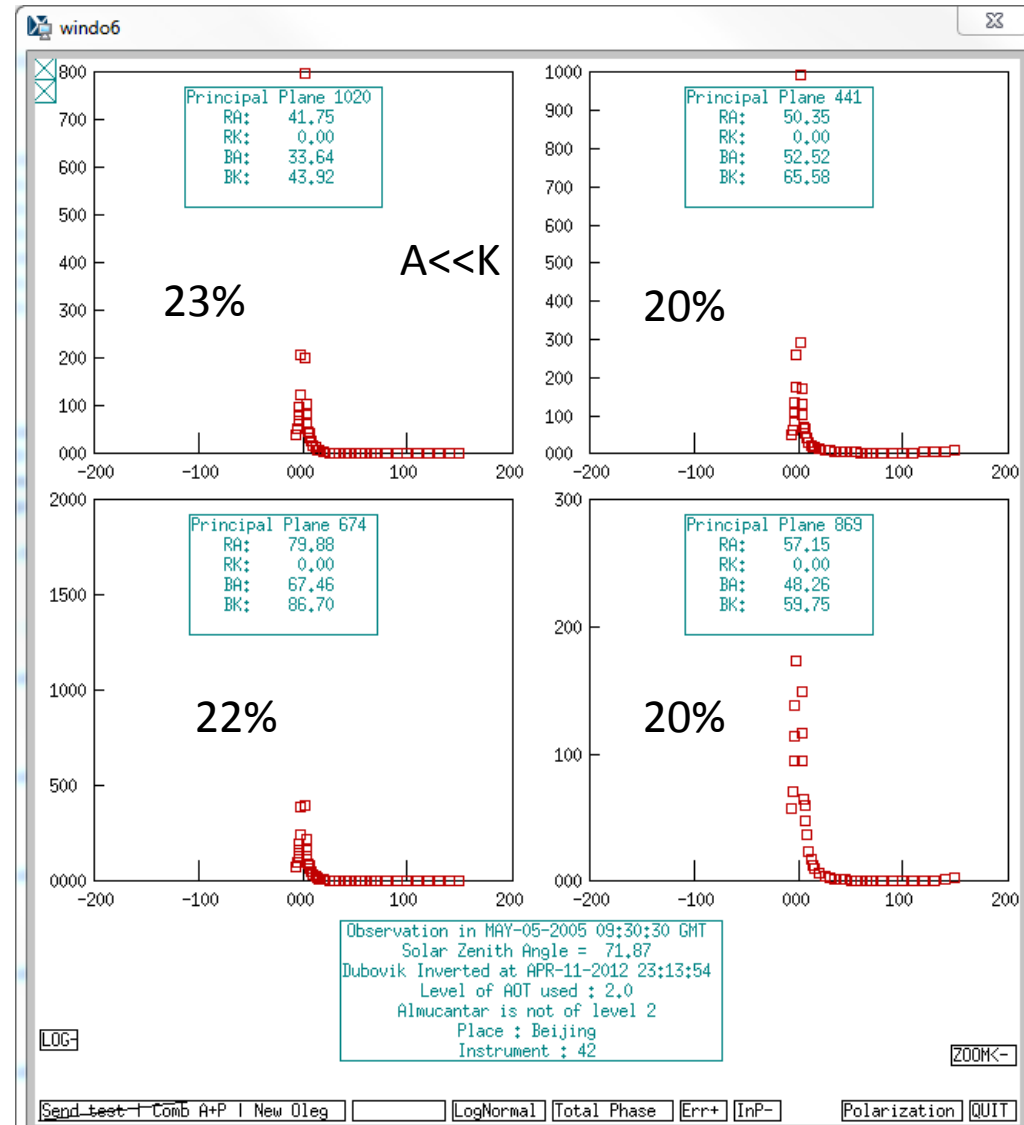 windo6
800
700
600
500
400
300
200
100
000
-200
-100
000
100
200
Principal Plane 1020
RA: 41.75
RK: 0.00
BA: 33.64
BK: 43.92
A<<K
23%
1000
900
800
700
600
500
400
300
200
100
000
-200
-100
000
100
200
Principal Plane 441
RA: 50.35
RK: 0.00
BA: 52.52
BK: 65.58
20%
2000
1500
1000
500
0000
-200
-100
000
100
200
Principal Plane 674
RA: 79.88
RK: 0.00
BA: 67.46
BK: 86.70
22%
300
200
100
000
-200
-100
000
100
200
Principal Plane 869
RA: 57.15
RK: 0.00
BA: 48.26
BK: 59.75
20%
Observation in MAY-05-2005 09:30:30 GMT
Solar Zenith Angle = 71.87
Dubovik Inverted at APR-11-2012 23:13:54
Level of AOT used : 2.0
Almucantar is not of level 2
Place : Beijing
Instrument : 42
LOG-
ZOOM<-
Send test | Comb A+P | New Oleg
LogNormal
Total Phase
Err+
InP-
Polarization
QUIT